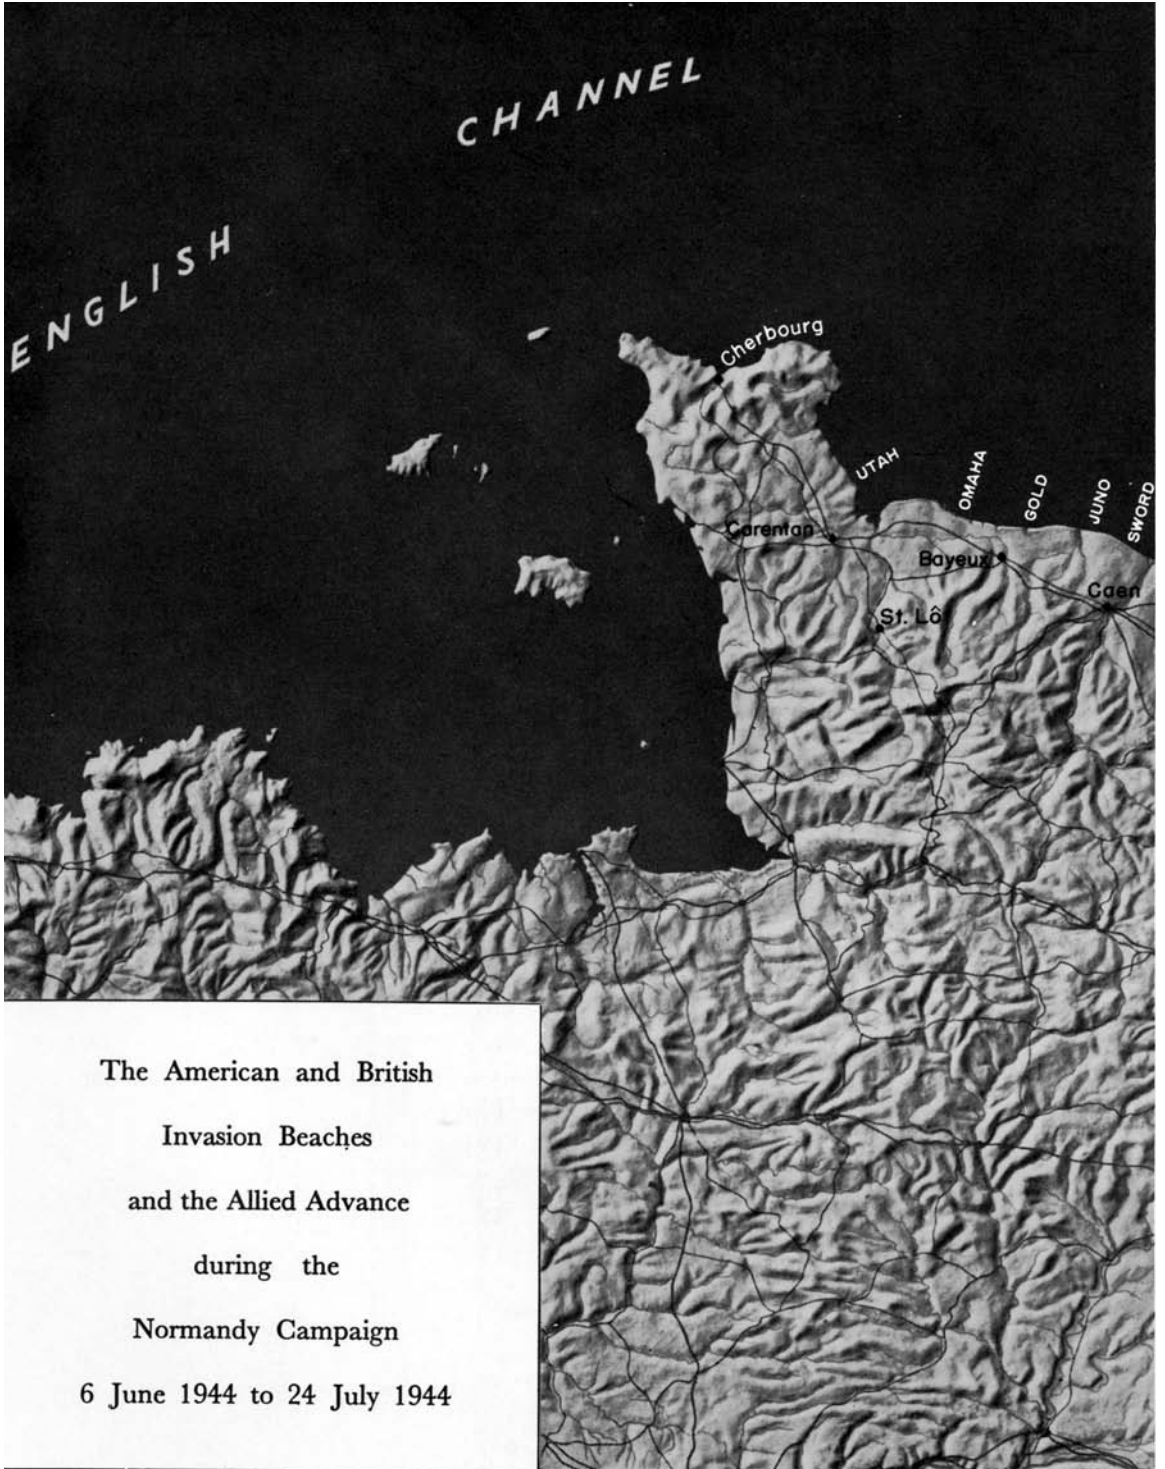 CHANNEL
ENGLISH
Cherbourg
UTAH
OMAHA
GOLD
JUNO
SWORD
Carentan
Bayeux
Caen
St. Lô
The American and British
Invasion Beaches
and the Allied Advance
during the
Normandy Campaign
6 June 1944 to 24 July 1944